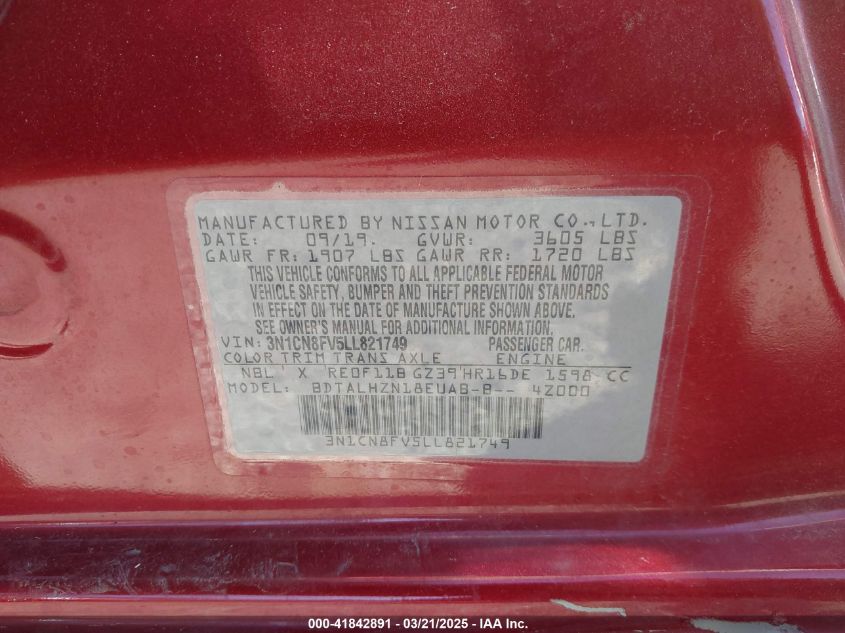 MANUFACTURED BY NISSAN MOTOR CO., LTD.
DATE: 09/19. GVWR: 3605 LBS
GAWR FR: 1907 LBS GAWR RR: 1720 LBS
THIS VEHICLE CONFORMS TO ALL APPLICABLE FEDERAL MOTOR
VEHICLE SAFETY, BUMPER AND THEFT PREVENTION STANDARDS
IN EFFECT ON THE DATE OF MANUFACTURE SHOWN ABOVE.
SEE OWNER'S MANUAL FOR ADDITIONAL INFORMATION.
VIN: 3N1CN8FV5LL821749 PASSENGER CAR.
COLOR TRIM TRANS AXLE ENGINE
NBL X RE0F11B GZ39 HR16DE 1598 CC
MODEL: BDTALHZN18EUAB-B-- 4Z000
3N1CN8FV5LL821749
000-41842891 - 03/21/2025 - IAA Inc.